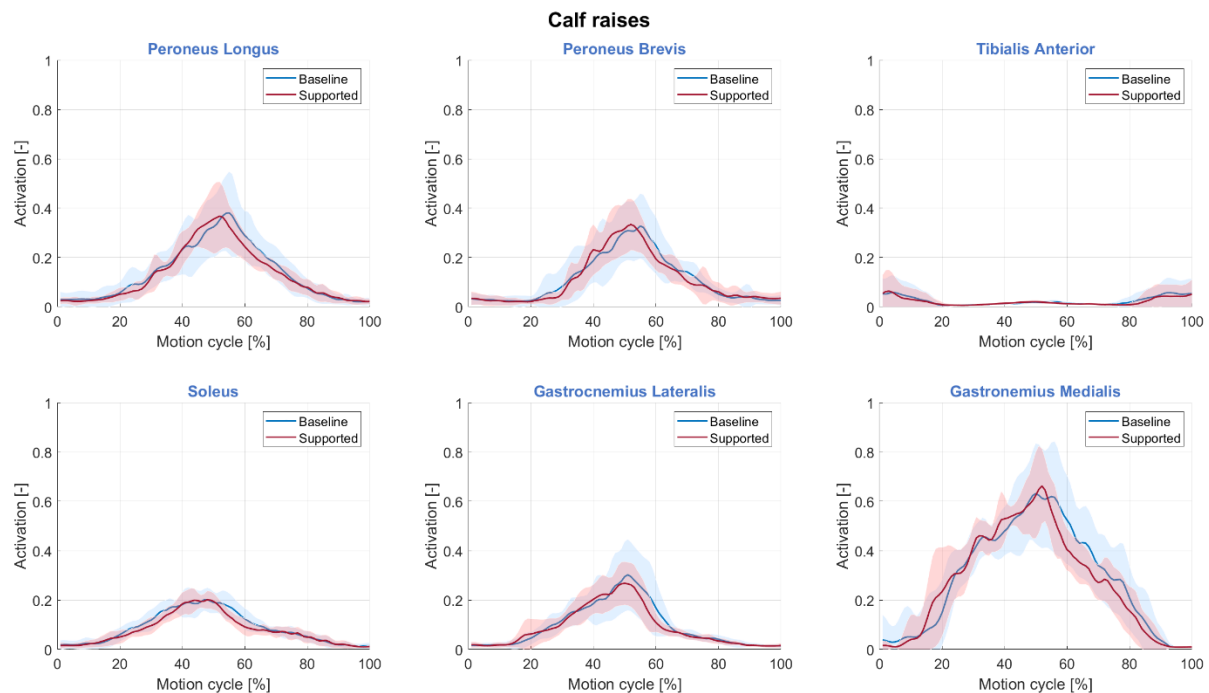 Calf raises
Peroneus Longus
1
0.8
0.6
0.4
0.2
0
Activation [-]
Baseline
Supported
0 20 40 60 80 100
Motion cycle [%]
Peroneus Brevis
1
0.8
0.6
0.4
0.2
0
Activation [-]
Baseline
Supported
0 20 40 60 80 100
Motion cycle [%]
Tibialis Anterior
1
0.8
0.6
0.4
0.2
0
Activation [-]
Baseline
Supported
0 20 40 60 80 100
Motion cycle [%]
Soleus
1
0.8
0.6
0.4
0.2
0
Activation [-]
Baseline
Supported
0 20 40 60 80 100
Motion cycle [%]
Gastrocnemius Lateralis
1
0.8
0.6
0.4
0.2
0
Activation [-]
Baseline
Supported
0 20 40 60 80 100
Motion cycle [%]
Gastronemius Medialis
1
0.8
0.6
0.4
0.2
0
Activation [-]
Baseline
Supported
0 20 40 60 80 100
Motion cycle [%]